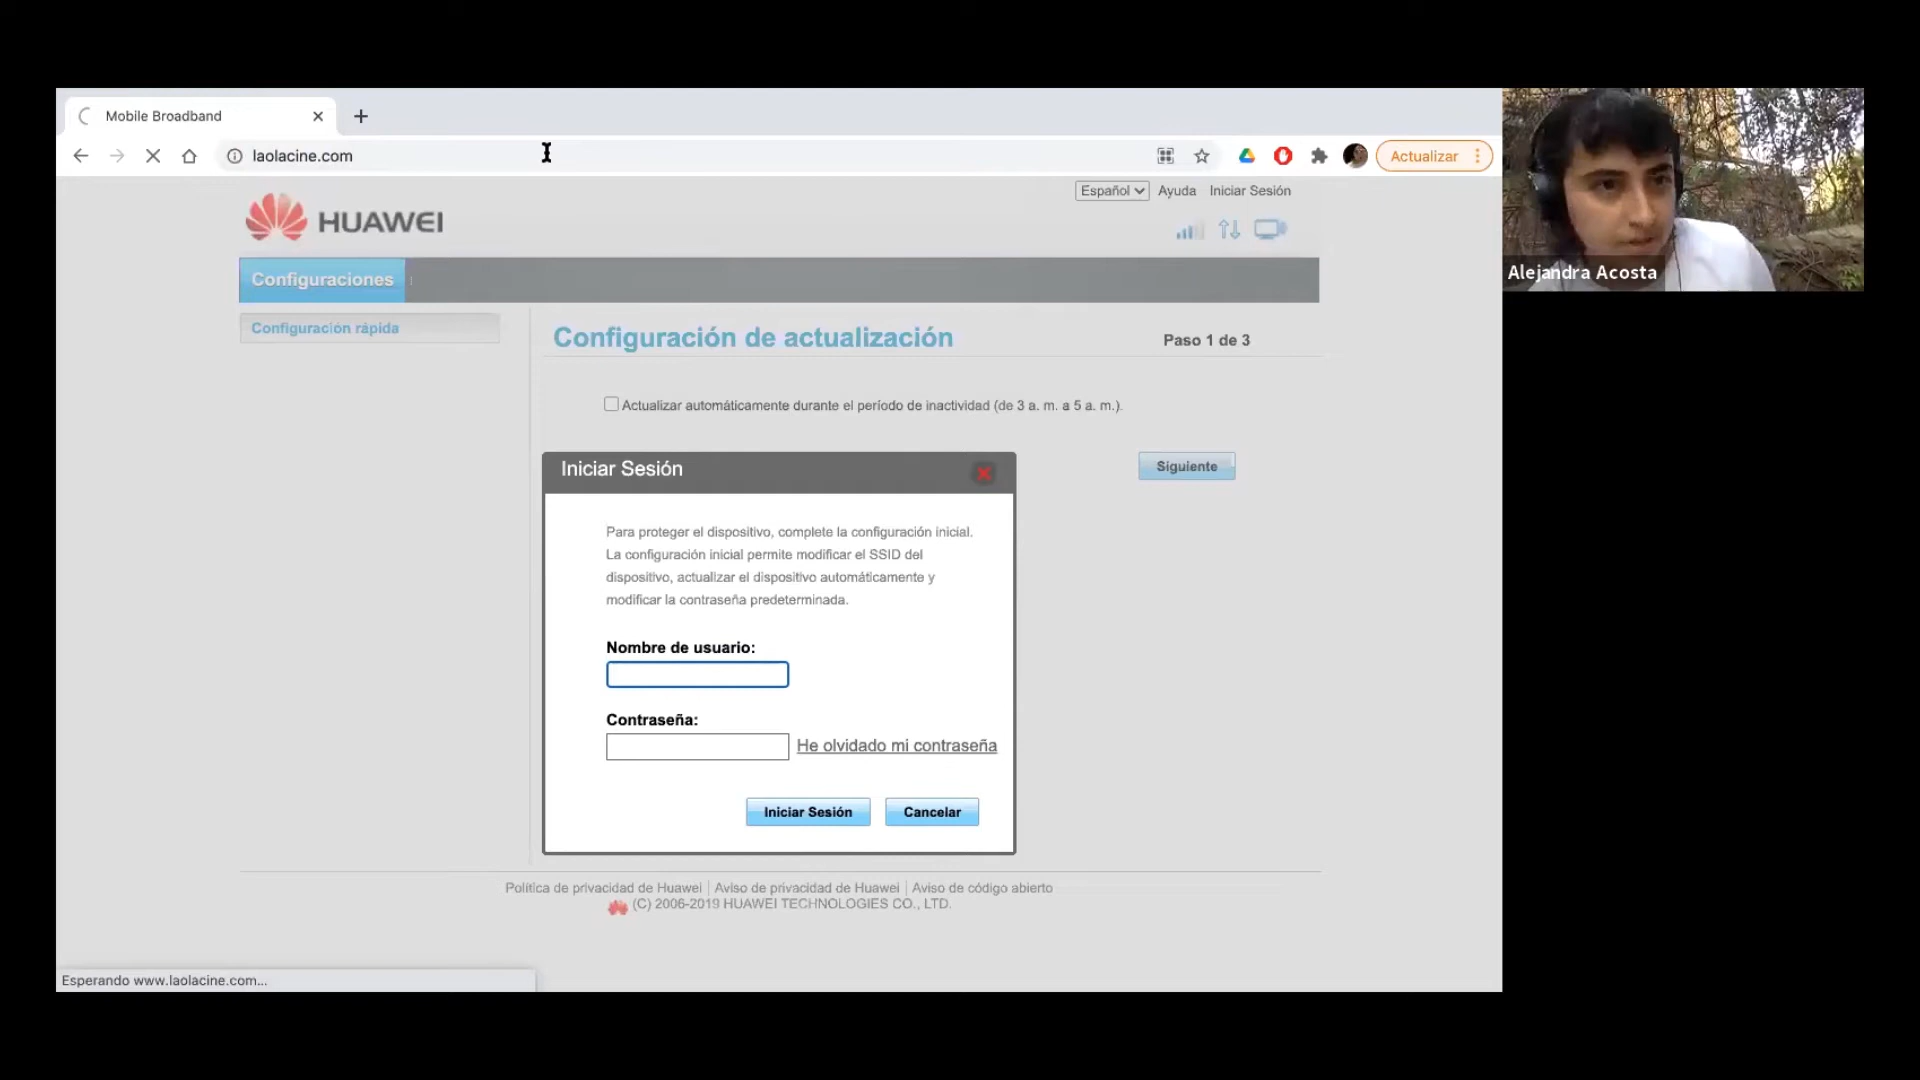 Mobile Broadband
laolacine.com
Actualizar
Español
Ayuda
Iniciar Sesión
HUAWEI
Configuraciones
Configuración rápida
Configuración de actualización
Paso 1 de 3
Actualizar automáticamente durante el período de inactividad (de 3 a. m. a 5 a. m.).
Siguiente
Iniciar Sesión
Para proteger el dispositivo, complete la configuración inicial.
La configuración inicial permite modificar el SSID del
dispositivo, actualizar el dispositivo automáticamente y
modificar la contraseña predeterminada.
Nombre de usuario:
Contraseña:
He olvidado mi contraseña
Iniciar Sesión
Cancelar
Política de privacidad de Huawei | Aviso de privacidad de Huawei | Aviso de código abierto
(C) 2006-2019 HUAWEI TECHNOLOGIES CO., LTD.
Esperando www.laolacine.com...
Alejandra Acosta